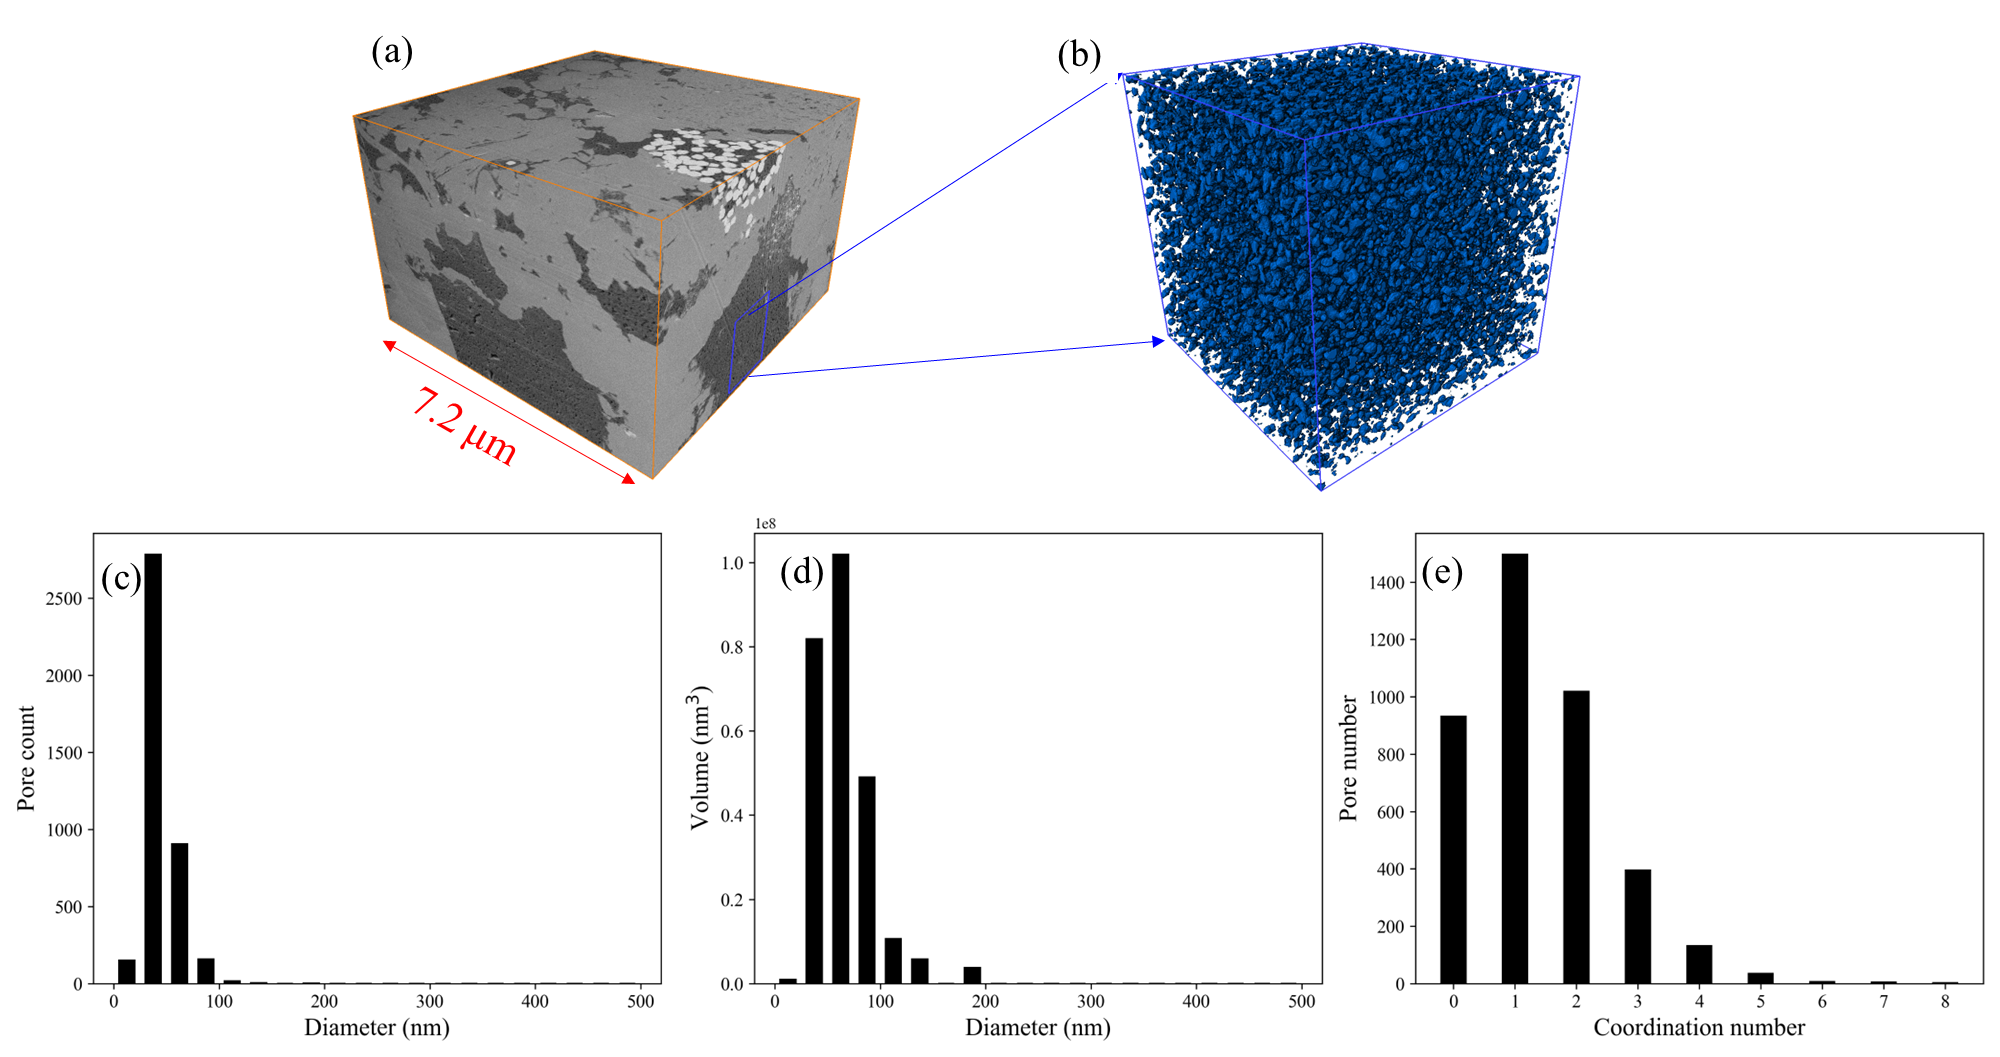 (a)
(b)
7.2 μm
(c)
Pore count
2500
2000
1500
1000
500
0
0 100 200 300 400 500
Diameter (nm)
1e8
(d)
Volume (nm³)
1.0
0.8
0.6
0.4
0.2
0.0
0 100 200 300 400 500
Diameter (nm)
(e)
Pore number
1400
1200
1000
800
600
400
200
0
0 1 2 3 4 5 6 7 8
Coordination number